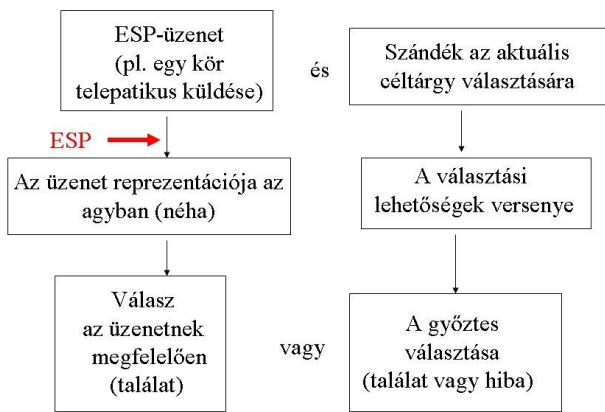 ESP-üzenet
(pl. egy kör
telepatikus küldése)
és
Szándék az aktuális
céltárgy választására
ESP
Az üzenet reprezentációja az
agyban (néha)
A választási
lehetőségek versenye
Válasz
az üzenetnek
megfelelően
(találat)
vagy
A győztes
választása
(találat vagy hiba)